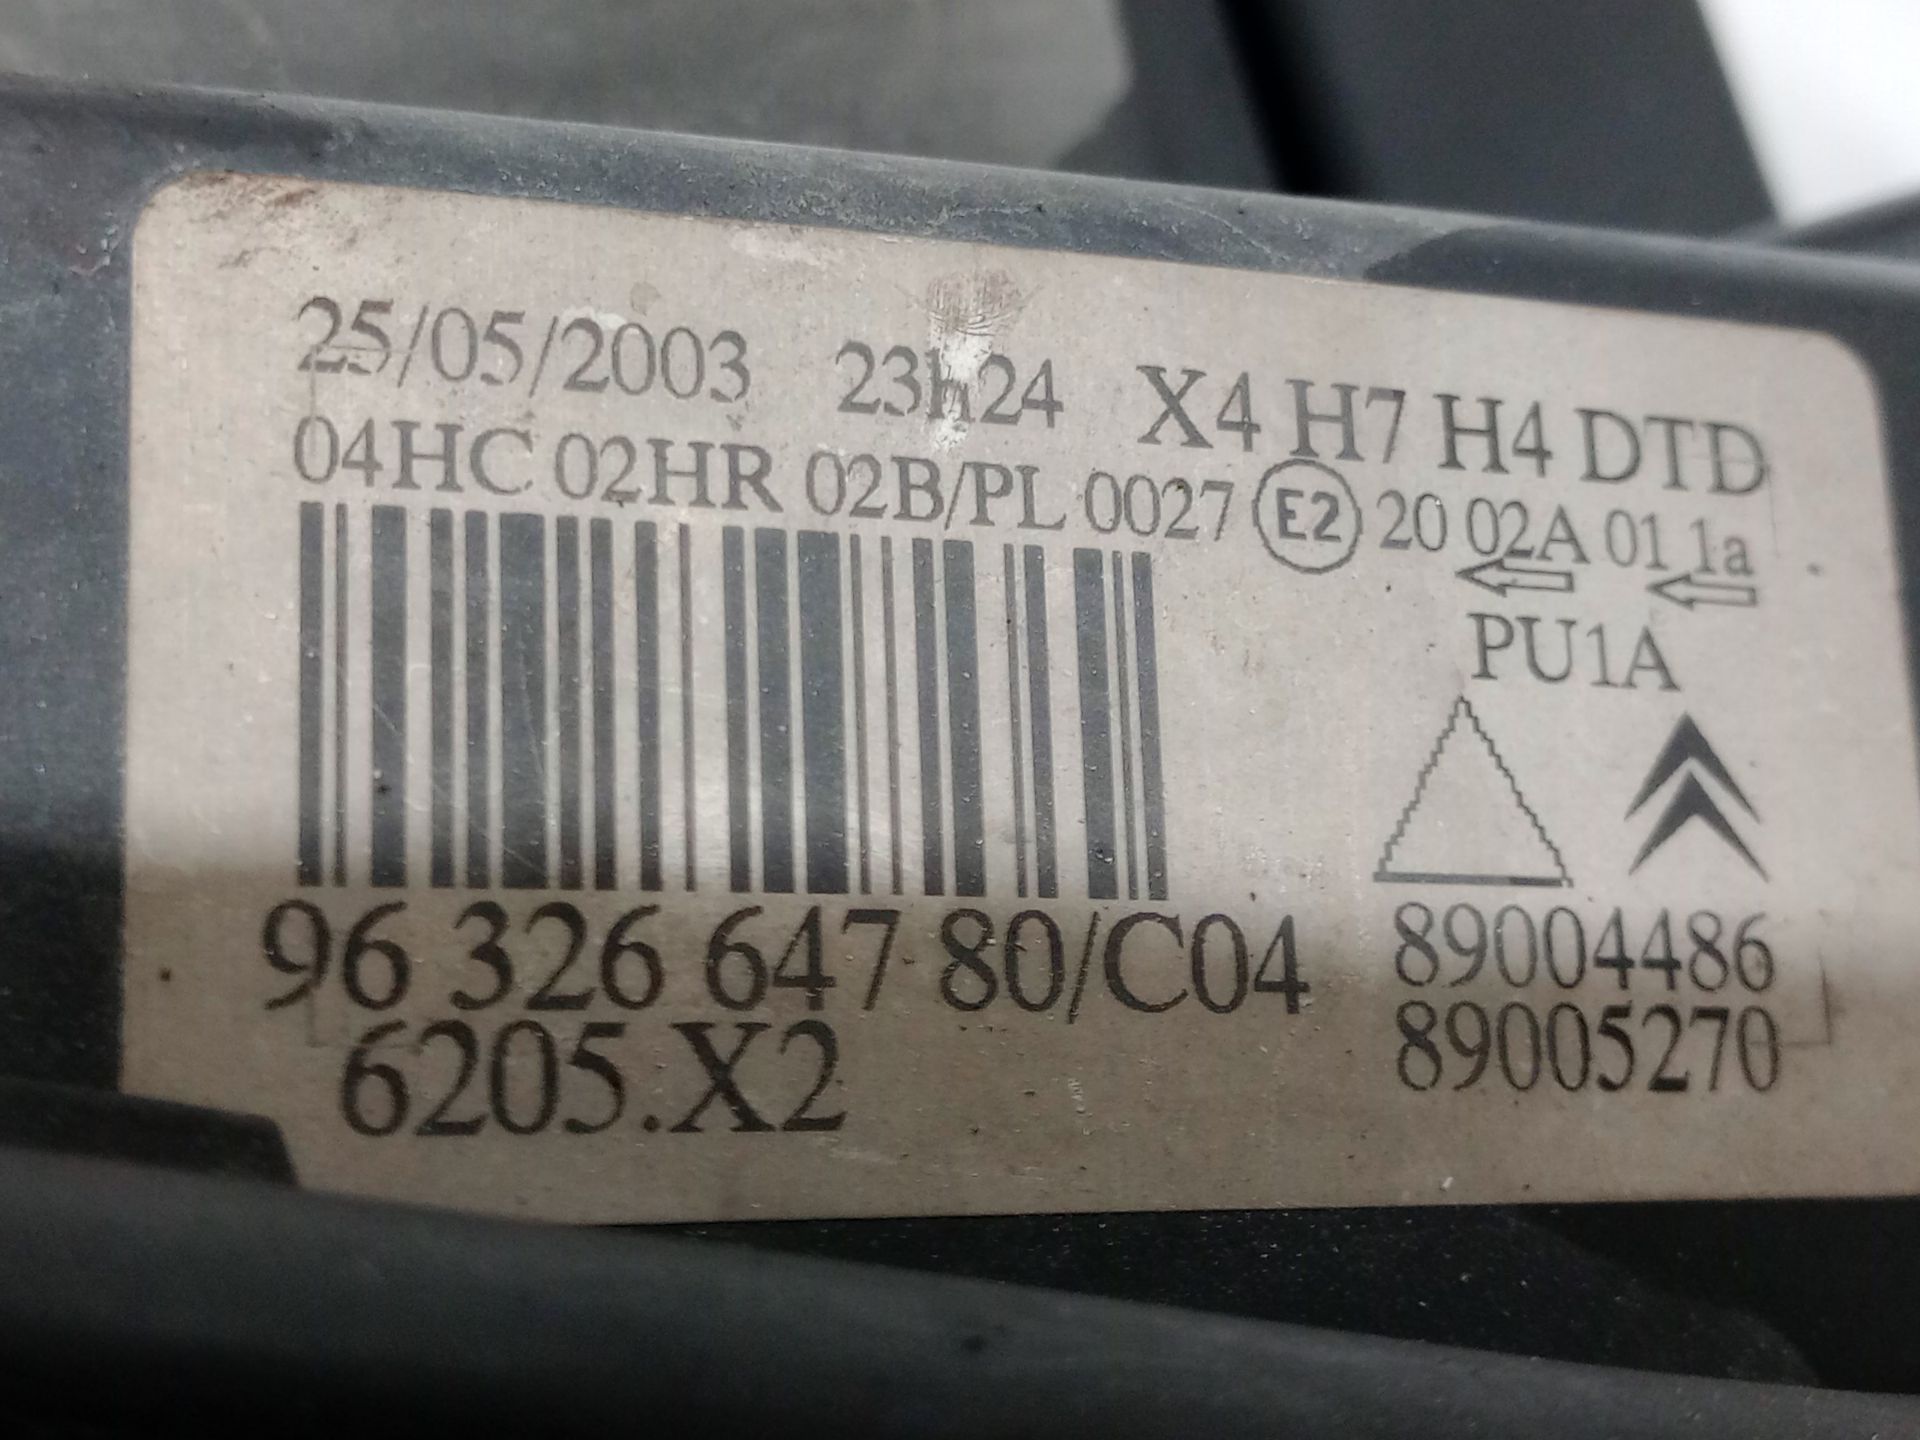 25/05/2003 23h24 X4 H7 H4 DTD
04HC 02HR 02B/PL 0027 E2 20 02A 01 1a
PU1A
96 326 647 80/C04
6205.X2
89004486
89005270